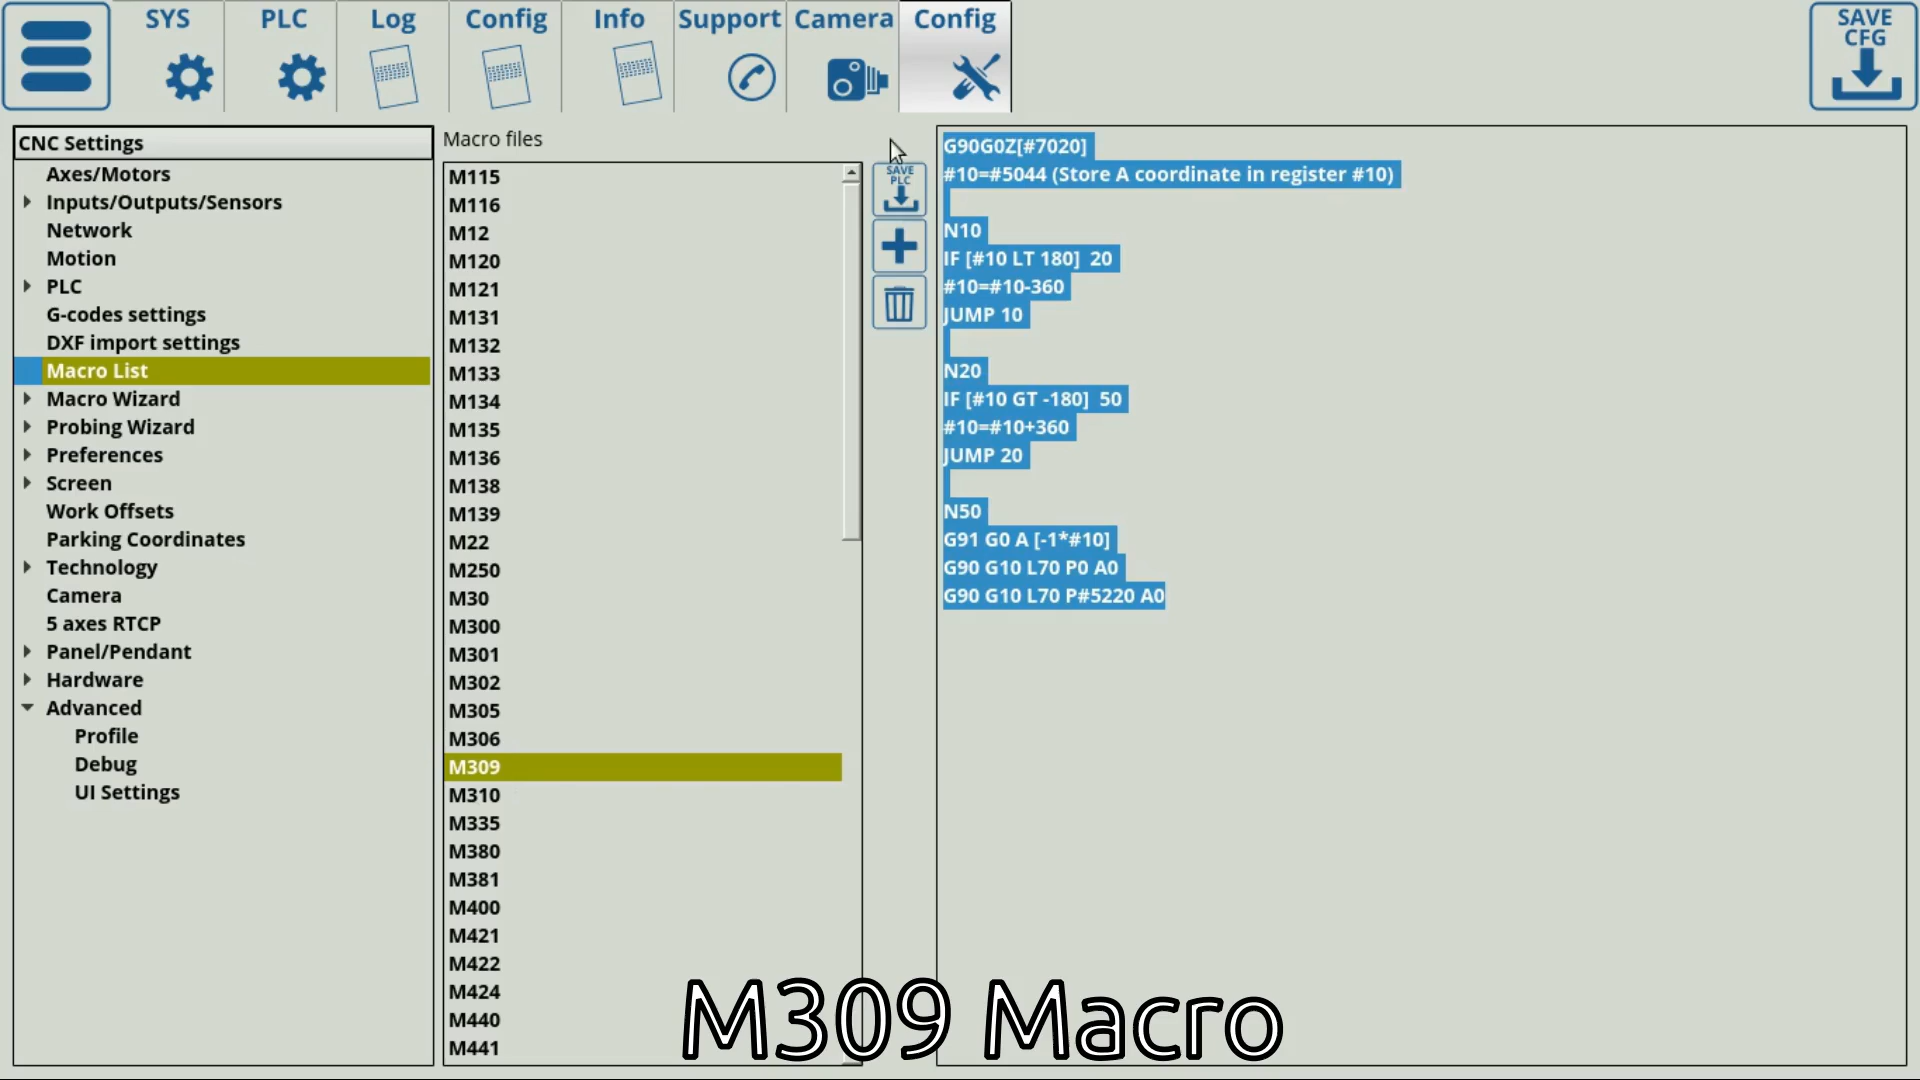 SYS
PLC
Log
Config
Info
Support
Camera
Config
SAVE
CFG
CNC Settings
Axes/Motors
Inputs/Outputs/Sensors
Network
Motion
PLC
G-codes settings
DXF import settings
Macro List
Macro Wizard
Probing Wizard
Preferences
Screen
Work Offsets
Parking Coordinates
Technology
Camera
5 axes RTCP
Panel/Pendant
Hardware
Advanced
Profile
Debug
UI Settings
Macro files
M115
M116
M12
M120
M121
M131
M132
M133
M134
M135
M136
M138
M139
M22
M250
M30
M300
M301
M302
M305
M306
M309
M310
M335
M380
M381
M400
M421
M422
M424
M440
M441
SAVE
PLC
G90G0Z[#7020]
#10=#5044 (Store A coordinate in register #10)
N10
IF [#10 LT 180]  20
#10=#10-360
JUMP 10
N20
IF [#10 GT -180]  50
#10=#10+360
JUMP 20
N50
G91 G0 A [-1*#10]
G90 G10 L70 P0 A0
G90 G10 L70 P#5220 A0
M309 Macro